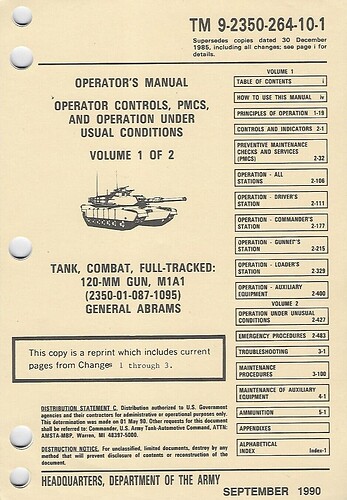 TM 9-2350-264-10-1
Supersedes copies dated 30 December
1985, including all changes; see page i for
details.
OPERATOR'S MANUAL
OPERATOR CONTROLS, PMCS,
AND OPERATION UNDER
USUAL CONDITIONS
VOLUME 1 OF 2
TANK, COMBAT, FULL-TRACKED:
120-MM GUN, M1A1
(2350-01-087-1095)
GENERAL ABRAMS
This copy is a reprint which includes current
pages from Changes 1 through 3.
DISTRIBUTION STATEMENT C. Distribution authorized to U.S. Government
agencies and their contractors for administrative or operational purposes only.
This determination was made on 01 May 90. Other requests for this document
shall be referred to: Commander, U.S. Army Tank-Automotive Command, ATTN:
AMSTA-MBP, Warren, MI 48397-5000.
DESTRUCTION NOTICE. For unclassified, limited documents, destroy by any
method that will prevent disclosure of contents or reconstruction of the
document.
VOLUME 1
TABLE OF CONTENTS i
HOW TO USE THIS MANUAL iv
PRINCIPLES OF OPERATION 1-19
CONTROLS AND INDICATORS 2-1
PREVENTIVE MAINTENANCE
CHECKS AND SERVICES
(PMCS) 2-32
OPERATION - ALL
STATIONS 2-106
OPERATION - DRIVER'S
STATION 2-111
OPERATION - COMMANDER'S
STATION 2-177
OPERATION - GUNNER'S
STATION 2-215
OPERATION - LOADER'S
STATION 2-329
OPERATION - AUXILIARY
EQUIPMENT 2-400
VOLUME 2
OPERATION UNDER UNUSUAL
CONDITIONS 2-427
EMERGENCY PROCEDURES 2-483
TROUBLESHOOTING 3-1
MAINTENANCE
PROCEDURES 3-100
MAINTENANCE OF AUXILIARY
EQUIPMENT 4-1
AMMUNITION 5-1
APPENDIXES
ALPHABETICAL
INDEX Index-1
HEADQUARTERS, DEPARTMENT OF THE ARMY
SEPTEMBER 1990